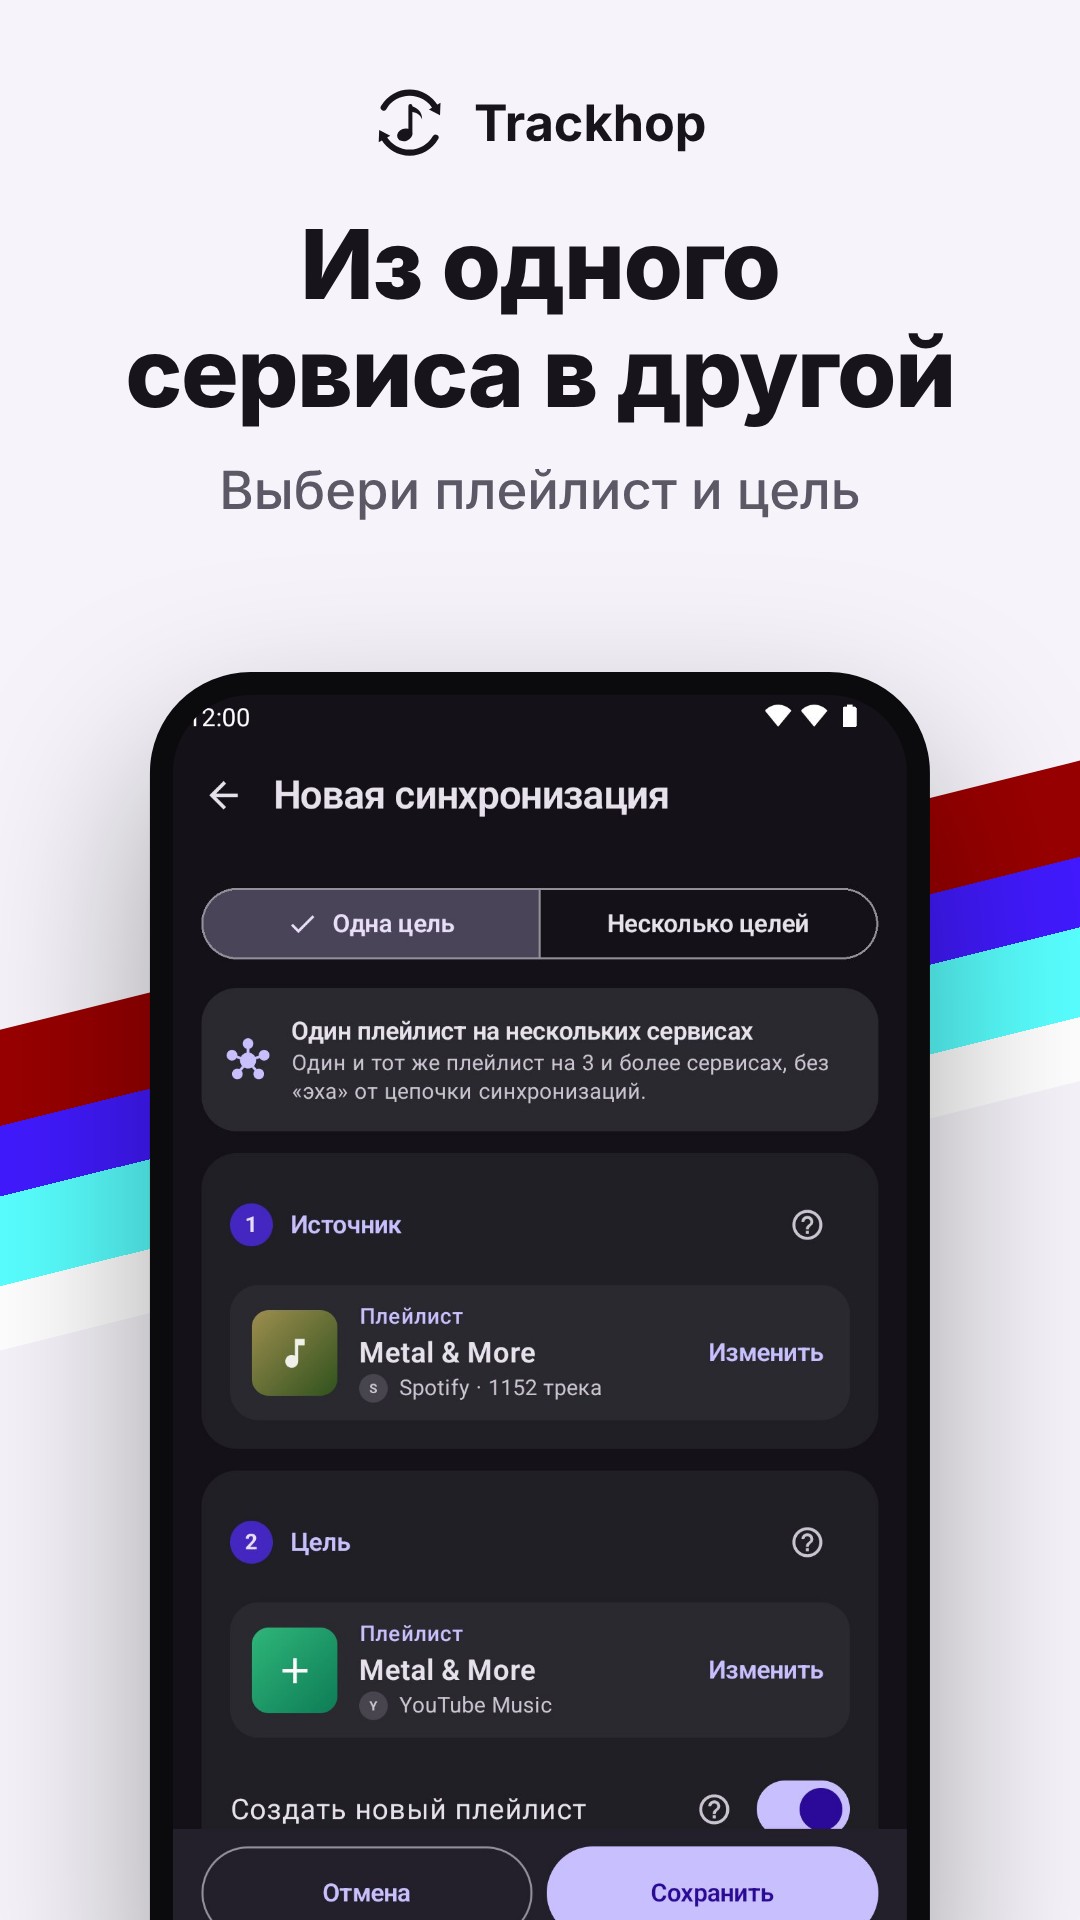 Trackhop
Из одного
сервиса в другой
Выбери плейлист и цель
12:00
Новая синхронизация
Одна цель
Несколько целей
Один плейлист на нескольких сервисах
Один и тот же плейлист на 3 и более сервисах, без
«эха» от цепочки синхронизаций.
1 Источник
Плейлист
Metal & More
Изменить
S Spotify · 1152 трека
2 Цель
Плейлист
Metal & More
Изменить
Y YouTube Music
Создать новый плейлист
Отмена
Сохранить